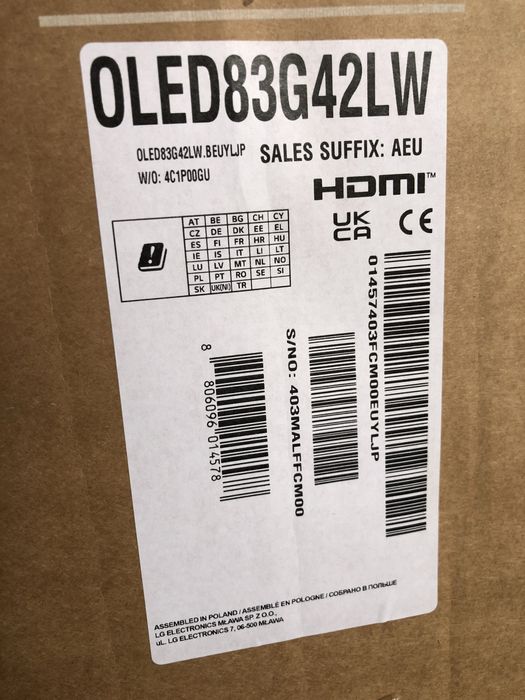 OLED83G42LW
OLED83G42LW.BEUYLJP SALES SUFFIX: AEU
W/O: 4C1P00GU
HDMI™
UK
CA CE
AT BE BG CH CY
CZ DE DK EE EL
ES FI FR HR HU
IE IS IT LI LT
LU LV MT NL NO
PL PT RO SE SI
SK UK(NI) TR
01457403FCM00EUYLJP
S/NO: 403MALFFCM00
8 806096 014578
ASSEMBLED IN POLAND / ASSEMBLÉ EN POLOGNE / СОБРАНО В ПОЛЬШЕ
LG ELECTRONICS MŁAWA SP. Z O.O.,
uL. LG ELECTRONICS 7, 06-500 MŁAWA